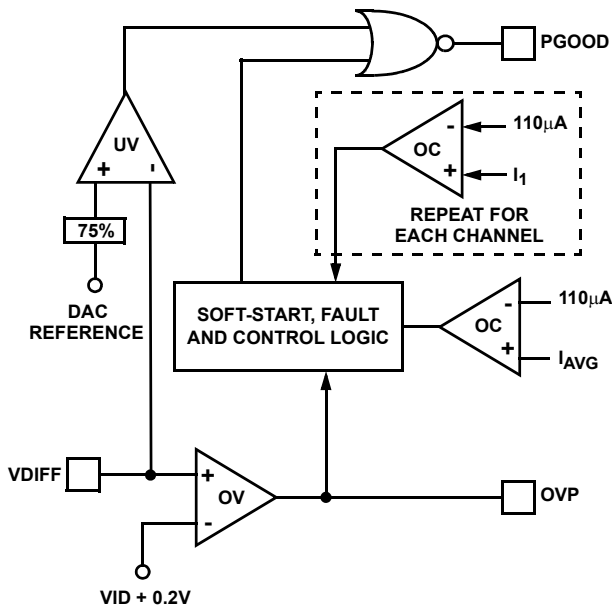 PGOOD
110μA
-
OC
+
I1
REPEAT FOR
EACH CHANNEL
UV
+ -
75%
DAC
REFERENCE
SOFT-START, FAULT
AND CONTROL LOGIC
110μA
-
OC
+
IAVG
VDIFF
+
OV
-
OVP
VID + 0.2V